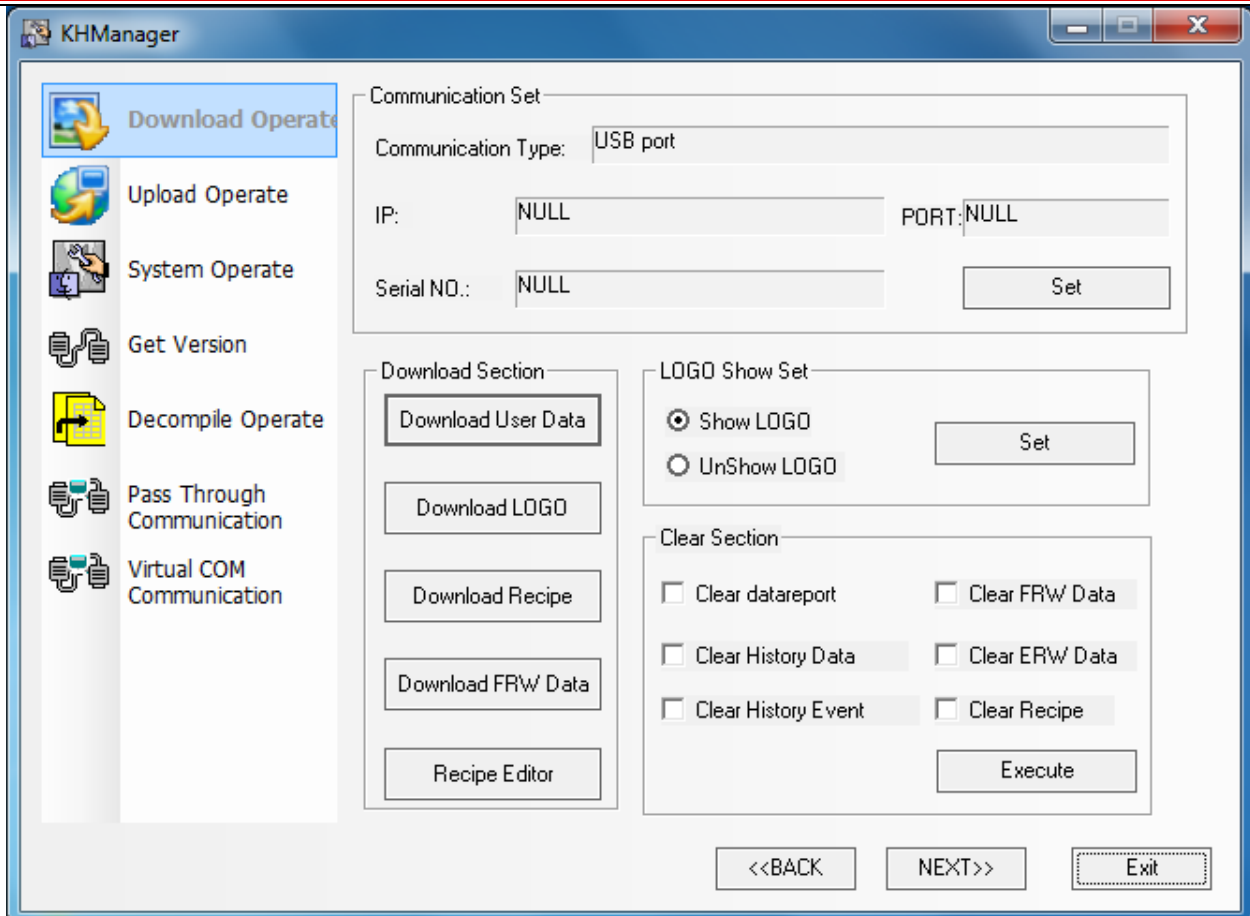 KHManager
Download Operate
Upload Operate
System Operate
Get Version
Decompile Operate
Pass Through
Communication
Virtual COM
Communication
Communication Set
Communication Type: USB port
IP: NULL PORT: NULL
Serial NO.: NULL Set
Download Section
Download User Data
Download LOGO
Download Recipe
Download FRW Data
Recipe Editor
LOGO Show Set
Show LOGO
UnShow LOGO
Set
Clear Section
Clear datareport Clear FRW Data
Clear History Data Clear ERW Data
Clear History Event Clear Recipe
Execute
<<BACK NEXT>> Exit